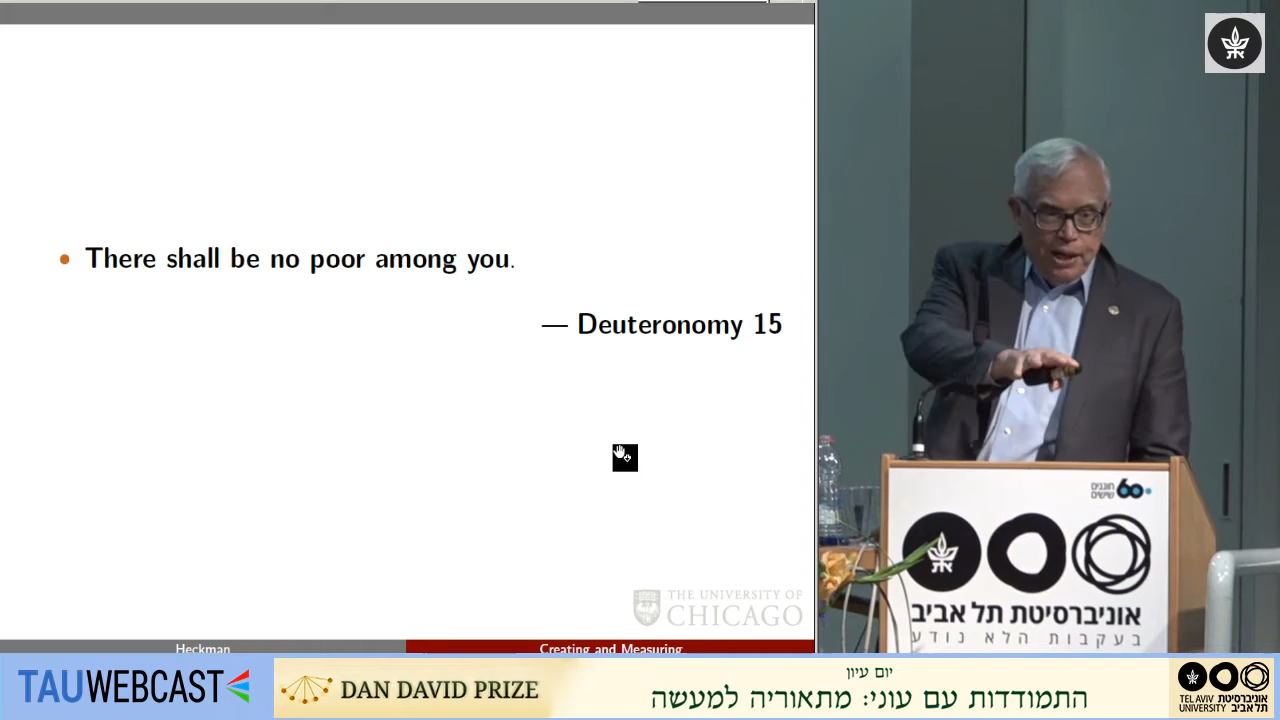 • There shall be no poor among you.
— Deuteronomy 15
THE UNIVERSITY OF
CHICAGO
Heckman
Creating and Measuring
חוגגים
שישים
60
אוניברסיטת תל אביב
בעקבות הלא נודע
TAUWEBCAST
DAN DAVID PRIZE
יום עיון
התמודדות עם עוני: מתאוריה למעשה
TEL AVIV אוניברסיטת
UNIVERSITY תל אביב